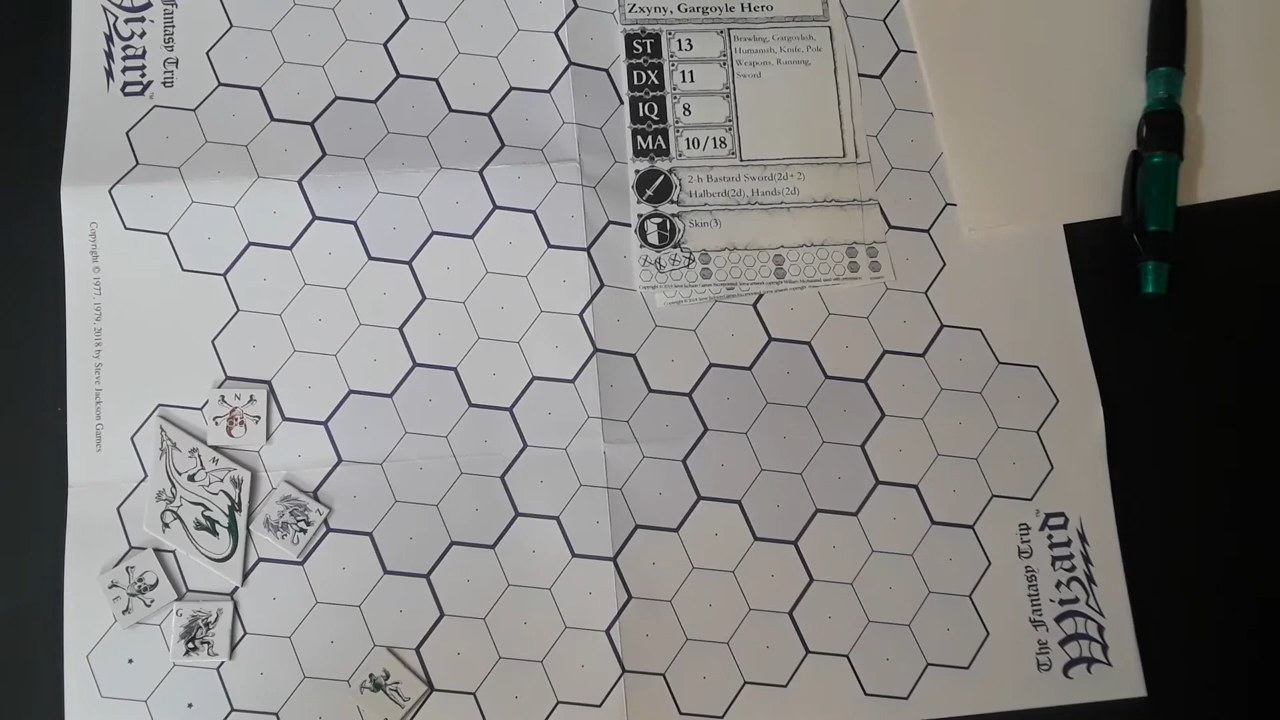 The Fantasy Trip
Wizard™
Copyright © 1977, 1979, 2018 by Steve Jackson Games
Zxyny, Gargoyle Hero
ST 13
DX 11
IQ 8
MA 10/18
Brawling, Gargoylish,
Humanish, Knife, Pole
Weapons, Running,
Sword
2-h Bastard Sword(2d+2)
Halberd(2d), Hands(2d)
Skin(3)
N
M
Z
E
G
The Fantasy Trip™
Wizard